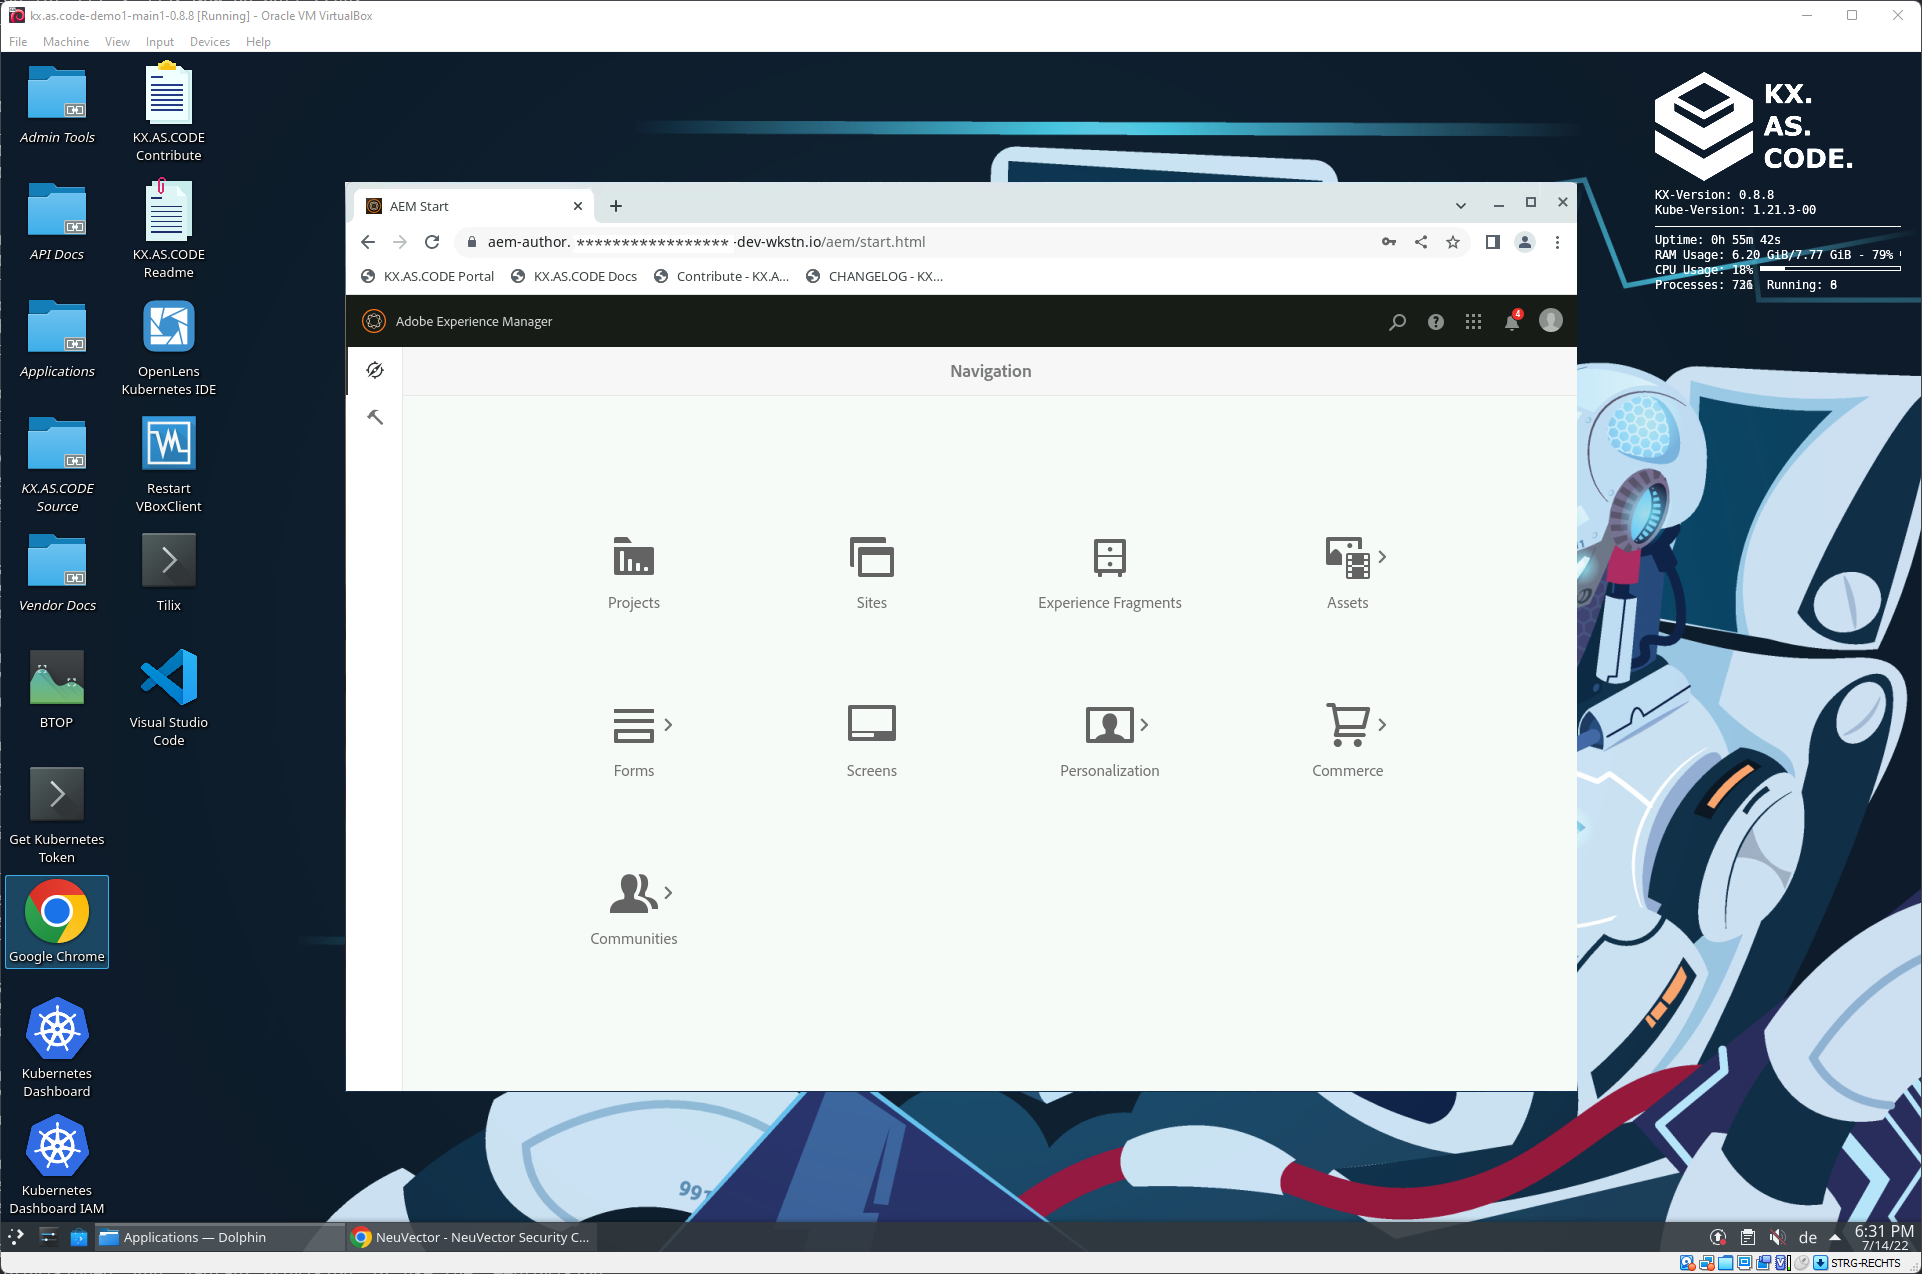 kx.as.code-demo1-main1-0.8.8 [Running] - Oracle VM VirtualBox
File Machine View Input Devices Help
Admin Tools
KX.AS.CODE
Contribute
API Docs
KX.AS.CODE
Readme
Applications
OpenLens
Kubernetes IDE
KX.AS.CODE
Source
Restart
VBoxClient
Vendor Docs
Tilix
BTOP
Visual Studio
Code
Get Kubernetes
Token
Google Chrome
Kubernetes
Dashboard
Kubernetes
Dashboard IAM
KX.
AS.
CODE.
KX-Version: 0.8.8
Kube-Version: 1.21.3-00
Uptime: 0h 55m 42s
RAM Usage: 6.20 GiB/7.77 GiB - 79%
CPU Usage: 18%
Processes: Running:
AEM Start
aem-author. ***************** -dev-wkstn.io/aem/start.html
KX.AS.CODE Portal
KX.AS.CODE Docs
Contribute - KX.A...
CHANGELOG - KX...
Adobe Experience Manager
4
Navigation
Projects
Sites
Experience Fragments
Assets
Forms
Screens
Personalization
Commerce
Communities
Applications — Dolphin
NeuVector - NeuVector Security C...
de
6:31 PM
7/14/22
STRG-RECHTS